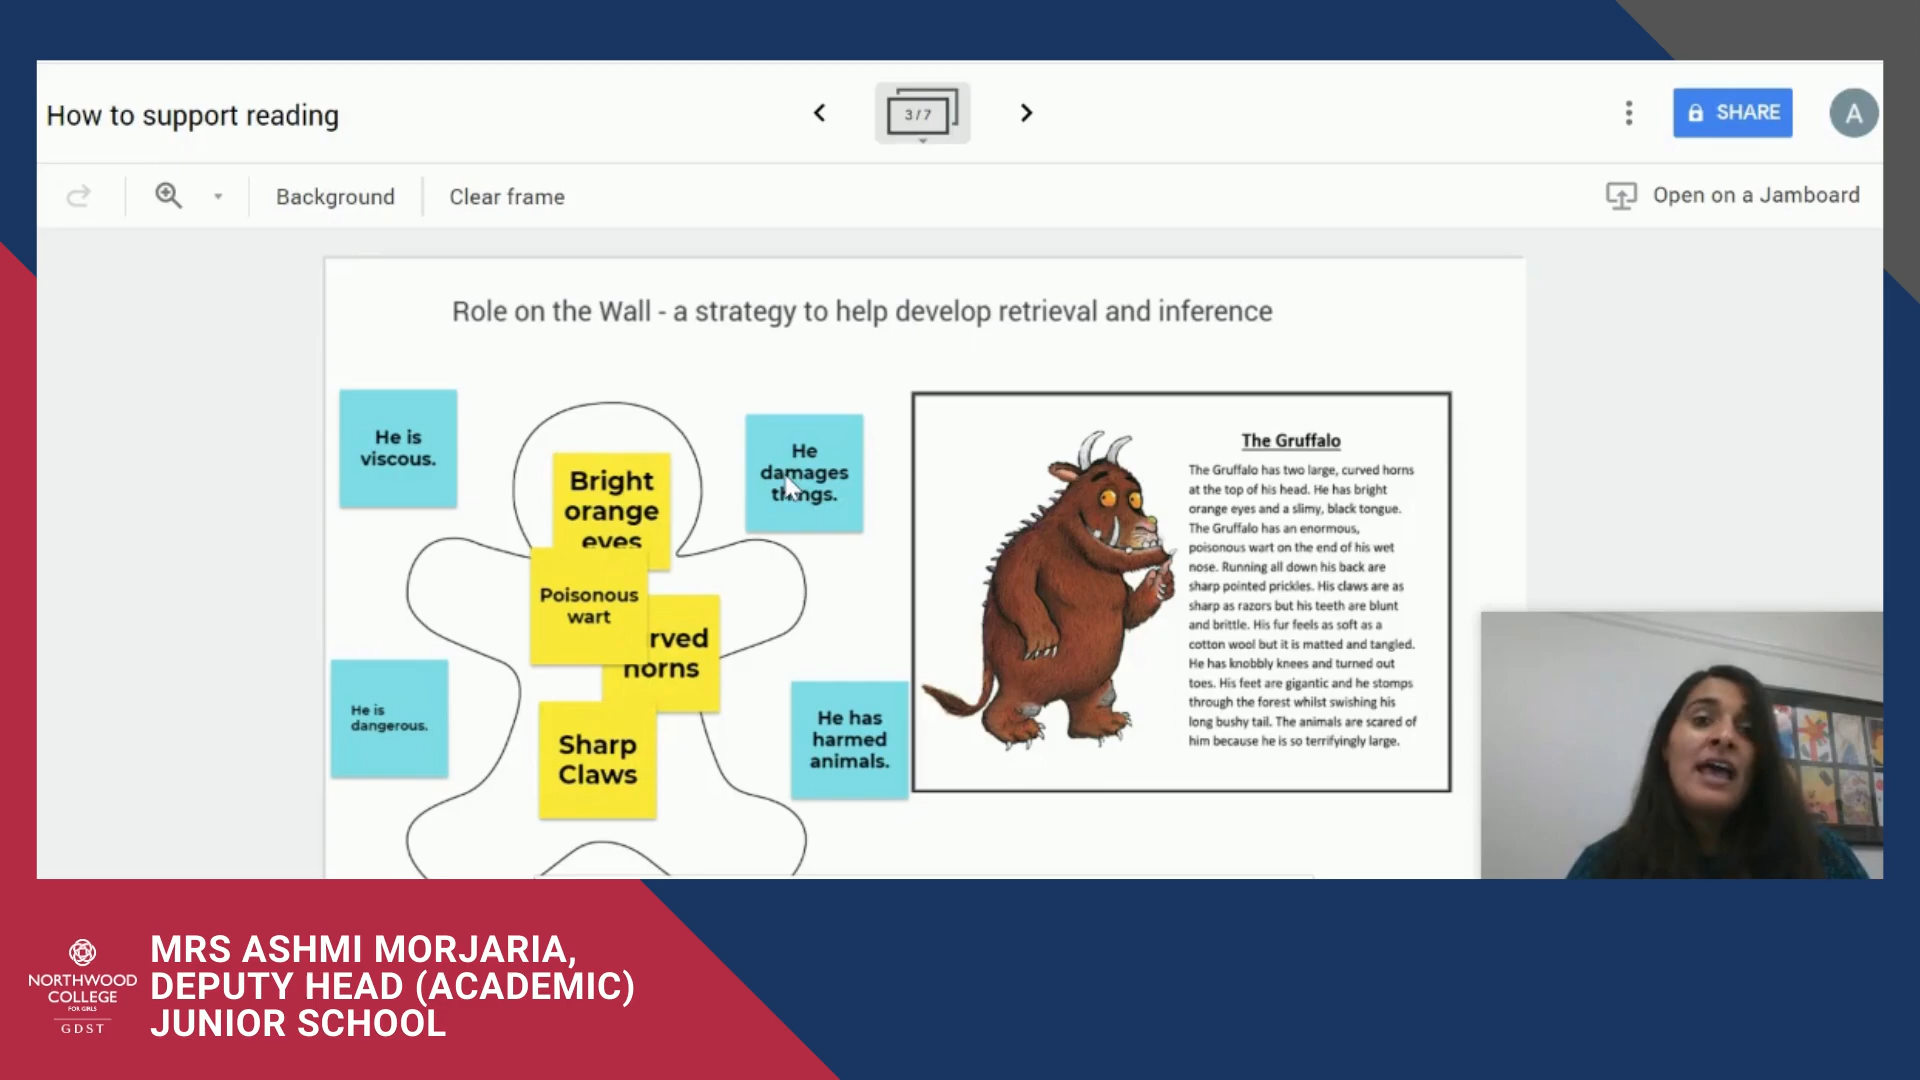 How to support reading
3/7
SHARE
A
Background
Clear frame
Open on a Jamboard
Role on the Wall - a strategy to help develop retrieval and inference
He is
viscous.
Bright
orange
eyes
He
damages
things.
Poisonous
wart
rved
horns
He is
dangerous.
Sharp
Claws
He has
harmed
animals.
The Gruffalo
The Gruffalo has two large, curved horns
at the top of his head. He has bright
orange eyes and a slimy, black tongue.
The Gruffalo has an enormous,
poisonous wart on the end of his wet
nose. Running all down his back are
sharp pointed prickles. His claws are as
sharp as razors but his teeth are blunt
and brittle. His fur feels as soft as a
cotton wool but it is matted and tangled.
He has knobbly knees and turned out
toes. His feet are gigantic and he stomps
through the forest whilst swishing his
long bushy tail. The animals are scared of
him because he is so terrifyingly large.
NORTHWOOD
COLLEGE
FOR GIRLS
GDST
MRS ASHMI MORJARIA,
DEPUTY HEAD (ACADEMIC)
JUNIOR SCHOOL